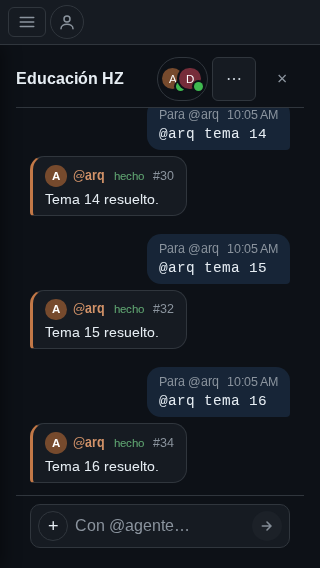 Educación HZ
A D
⋯ ×
Para @arq 10:05 AM
@arq tema 14
A @arq hecho #30
Tema 14 resuelto.
Para @arq 10:05 AM
@arq tema 15
A @arq hecho #32
Tema 15 resuelto.
Para @arq 10:05 AM
@arq tema 16
A @arq hecho #34
Tema 16 resuelto.
+ Con @agente…